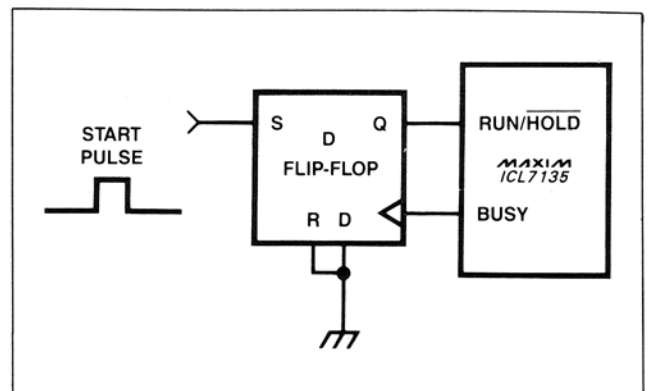 START
PULSE
S
D
Q
FLIP-FLOP
R D
RUN/HOLD
MAXIM
ICL7135
BUSY